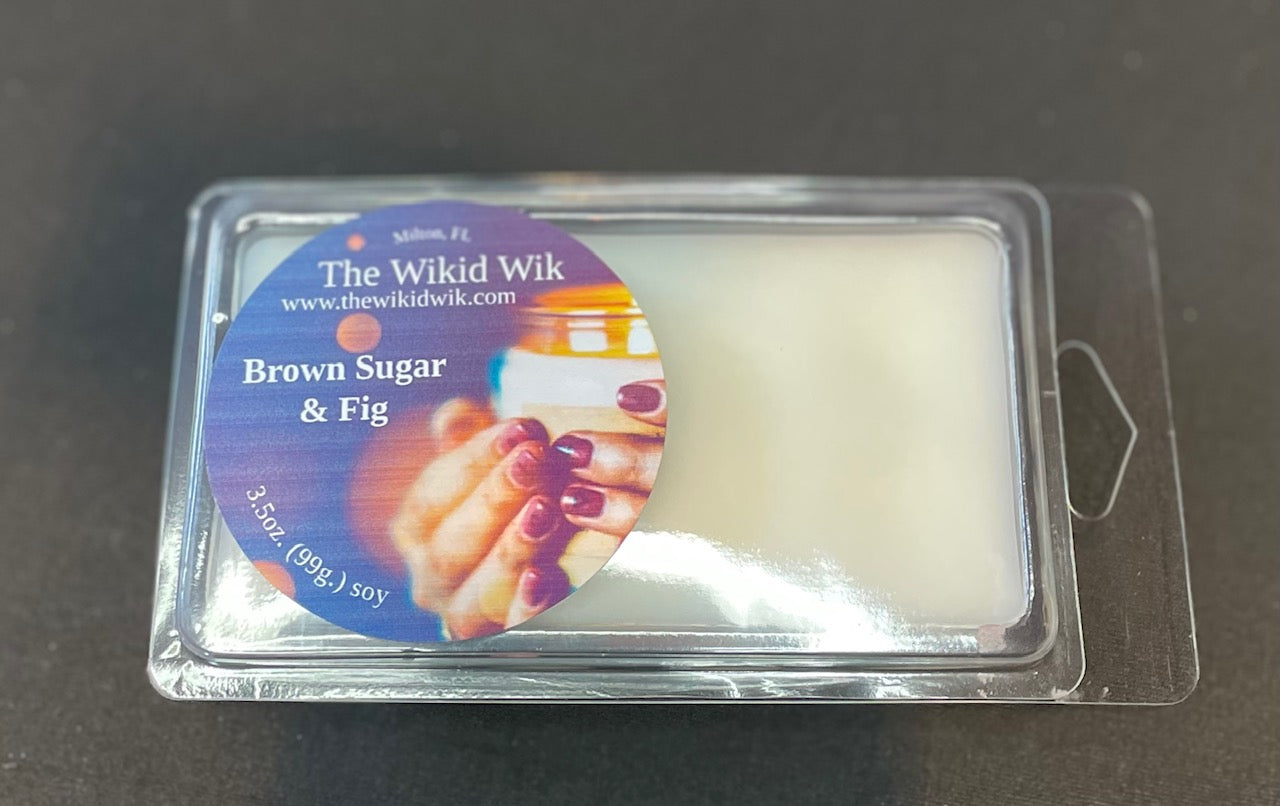 Milton, FL
The Wikid Wik
www.thewikidwik.com
Brown Sugar
& Fig
3.5oz. (99g.) soy